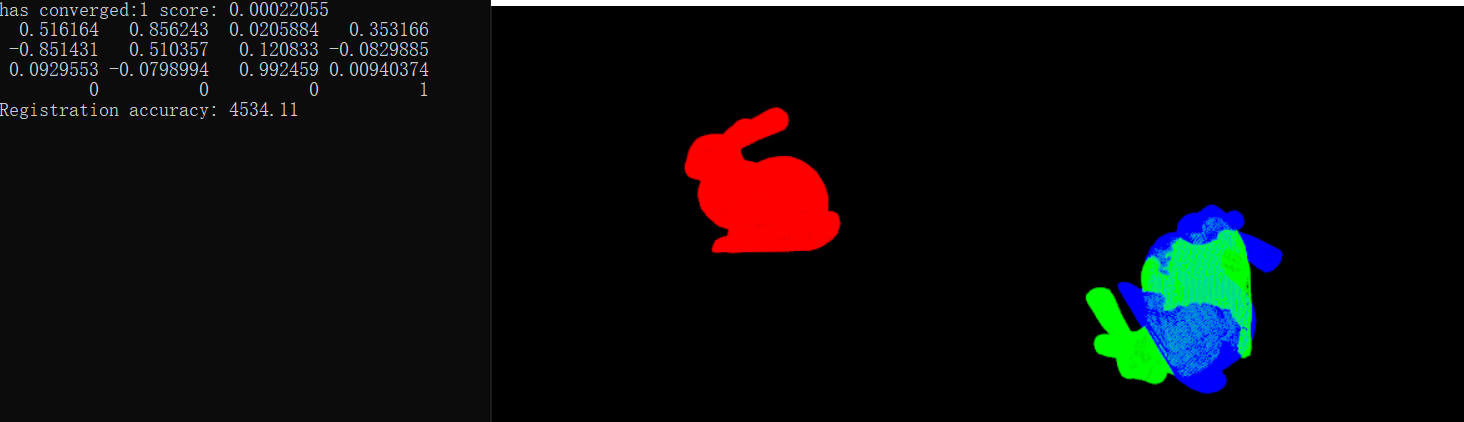 has converged:1 score: 0.00022055
0.516164 0.856243 0.0205884 0.353166
-0.851431 0.510357 0.120833 -0.0829885
0.0929553 -0.0798994 0.992459 0.00940374
0 0 0 1
Registration accuracy: 4534.11